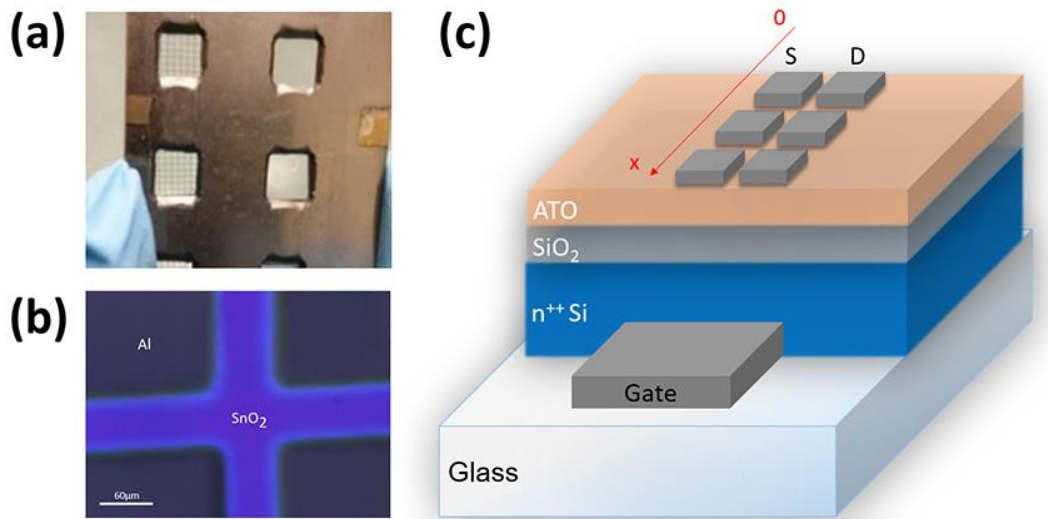 (a)
(b)
Al
SnO₂
60μm
(c)
0
S D
x
ATO
SiO₂
n⁺⁺ Si
Gate
Glass